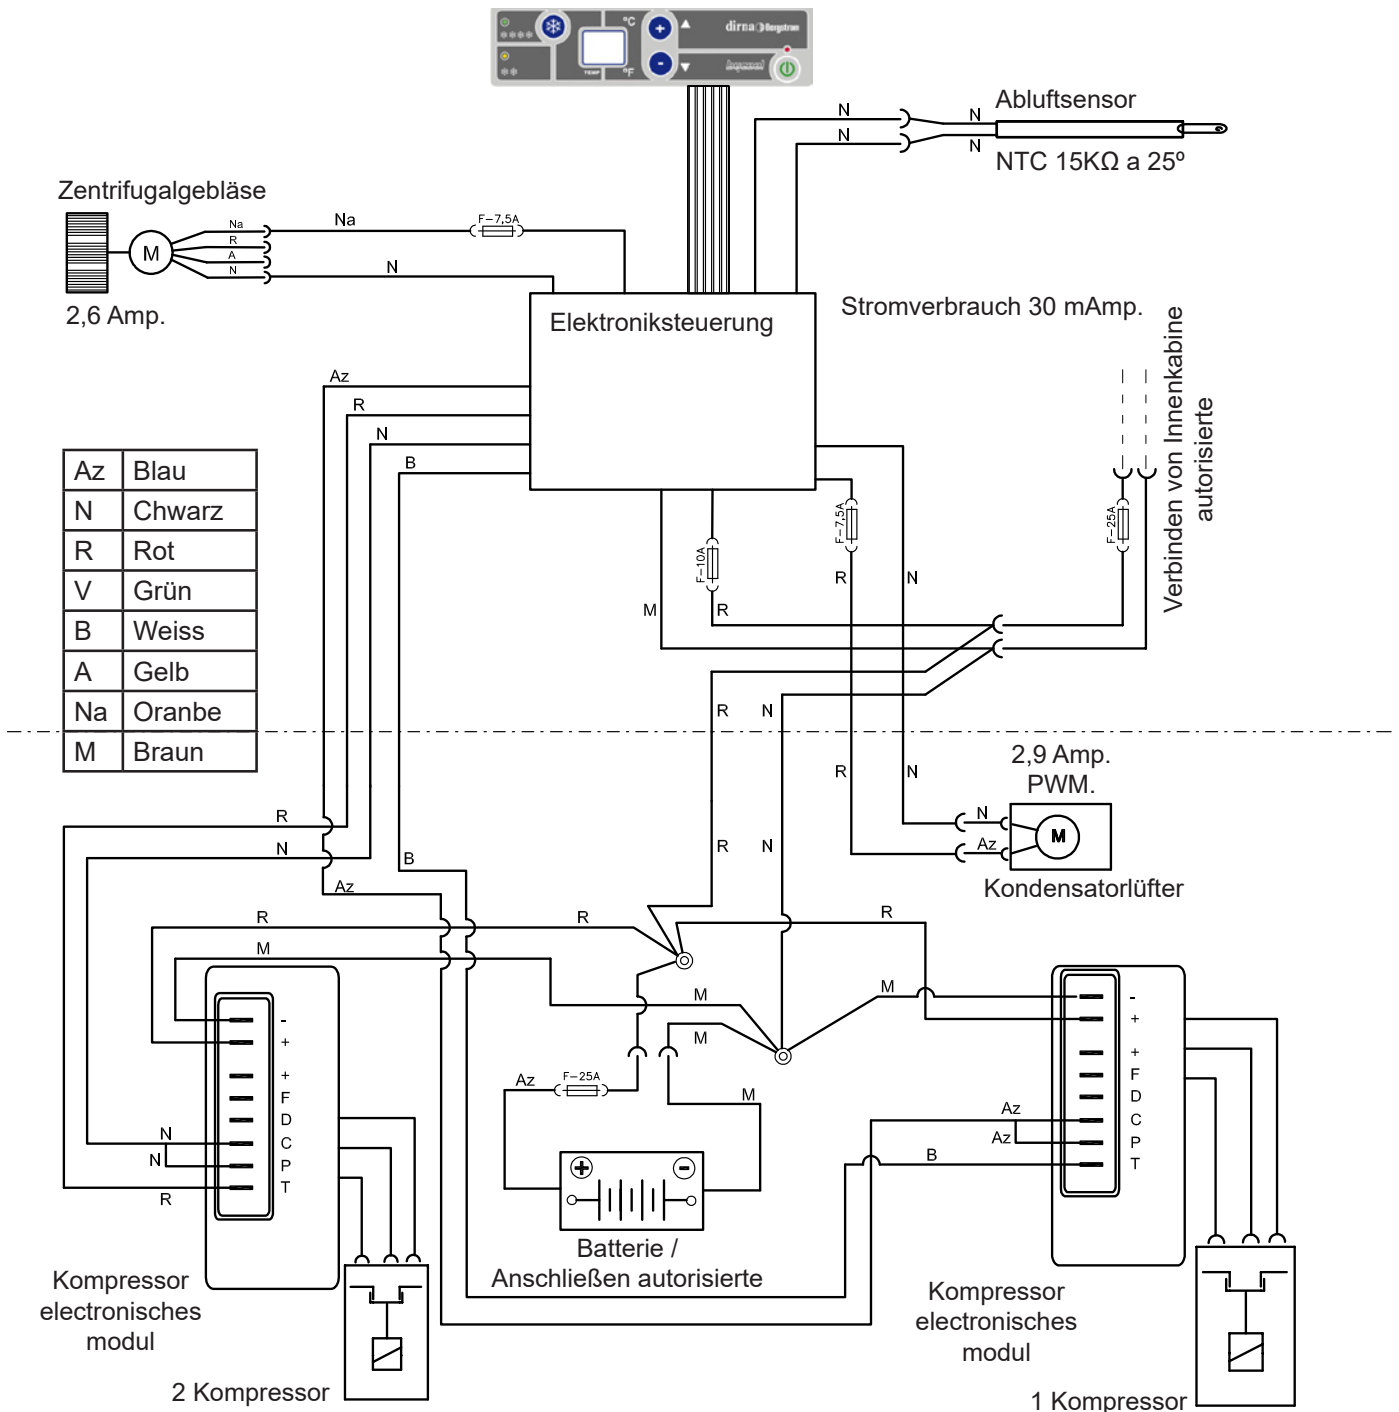 °C
°F
TEMP
+
-
dirna Bergstrom
N
N
N
N
Abluftsensor
NTC 15KΩ a 25º
Zentrifugalgebläse
M
Na
R
A
N
Na
N
F-7,5A
2,6 Amp.
Elektroniksteuerung
Stromverbrauch 30 mAmp.
Verbinden von Innenkabine
autorisierte
Az
R
N
B
Az Blau
N Chwarz
R Rot
V Grün
B Weiss
A Gelb
Na Oranbe
M Braun
F-10A
F-7,5A
F-25A
M
R
R
N
R
N
R
N
R
N
2,9 Amp.
PWM.
N
Az
M
Kondensatorlüfter
R
N
B
Az
R
R
R
M
M
M
M
M
Az
F-25A
-
+
+
F
D
C
P
T
N
N
R
-
+
+
F
D
C
P
T
Az
Az
B
+
-
Batterie /
Anschließen autorisierte
Kompressor
electronisches
modul
2 Kompressor
Kompressor
electronisches
modul
1 Kompressor